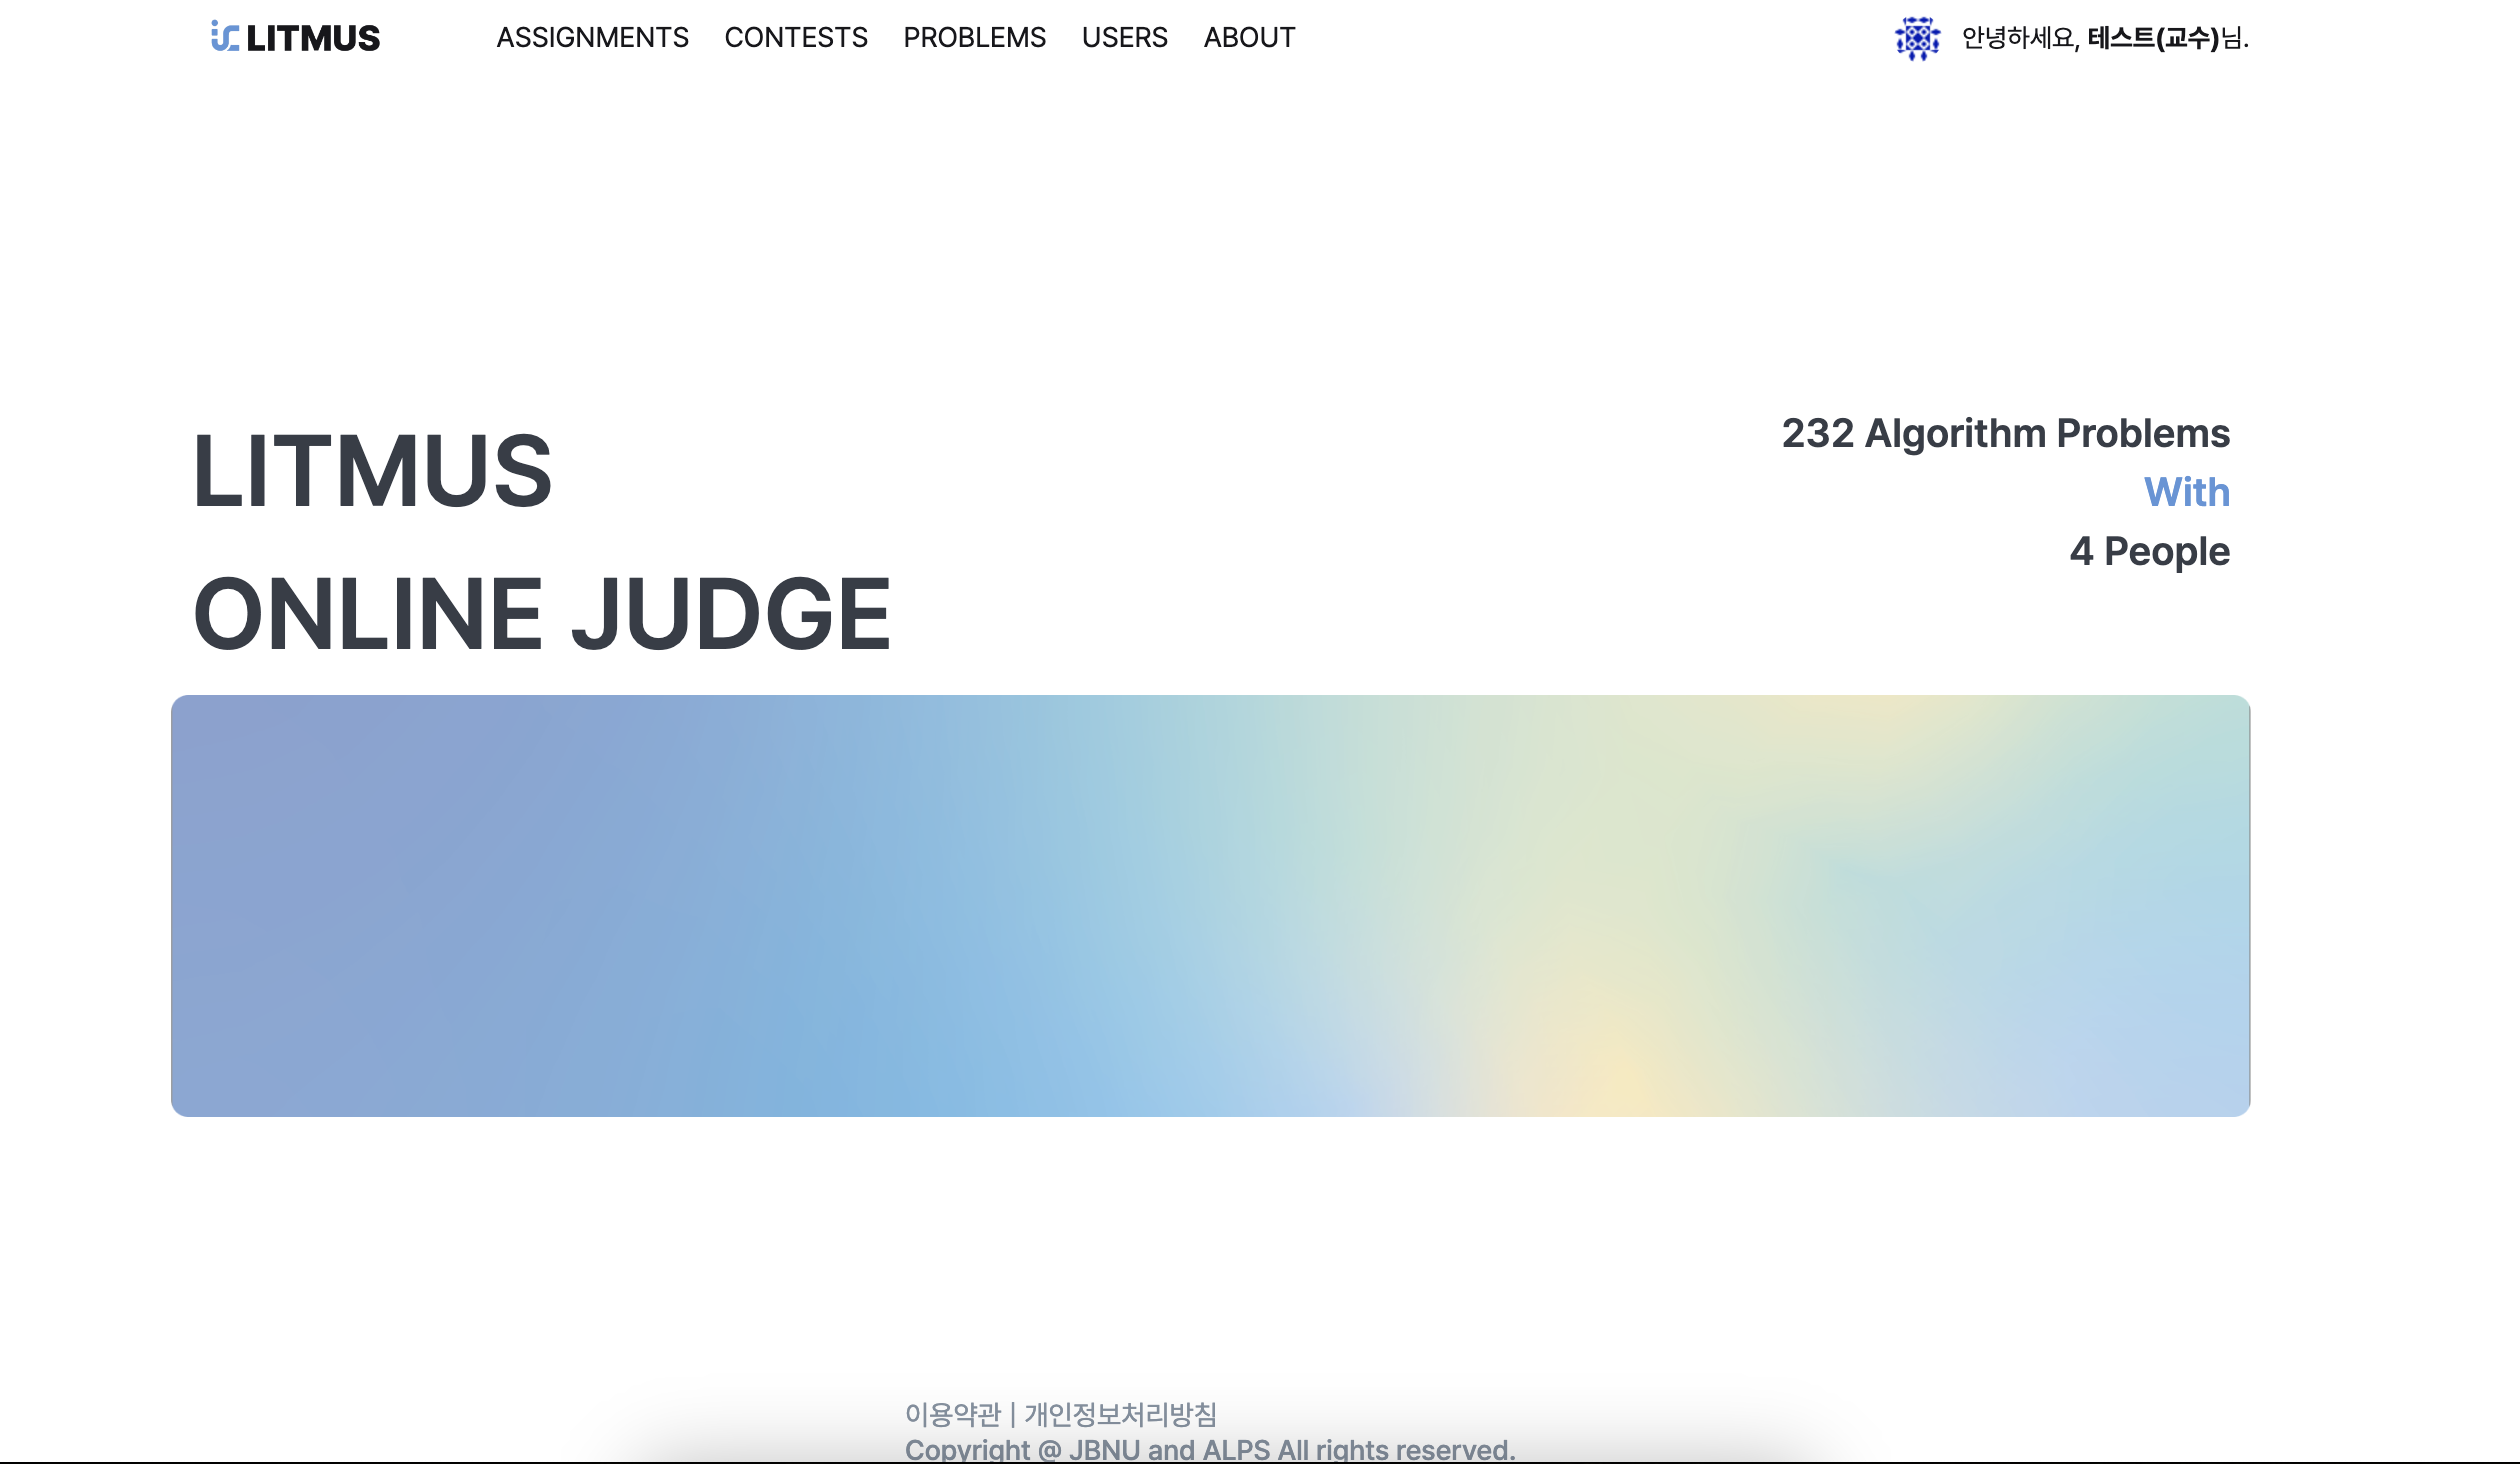 LITMUS
ASSIGNMENTS CONTESTS PROBLEMS USERS ABOUT
안녕하세요, 테스트(교수)님.
LITMUS
ONLINE JUDGE
232 Algorithm Problems
With
4 People
이용약관 | 개인정보처리방침
Copyright @ JBNU and ALPS All rights reserved.